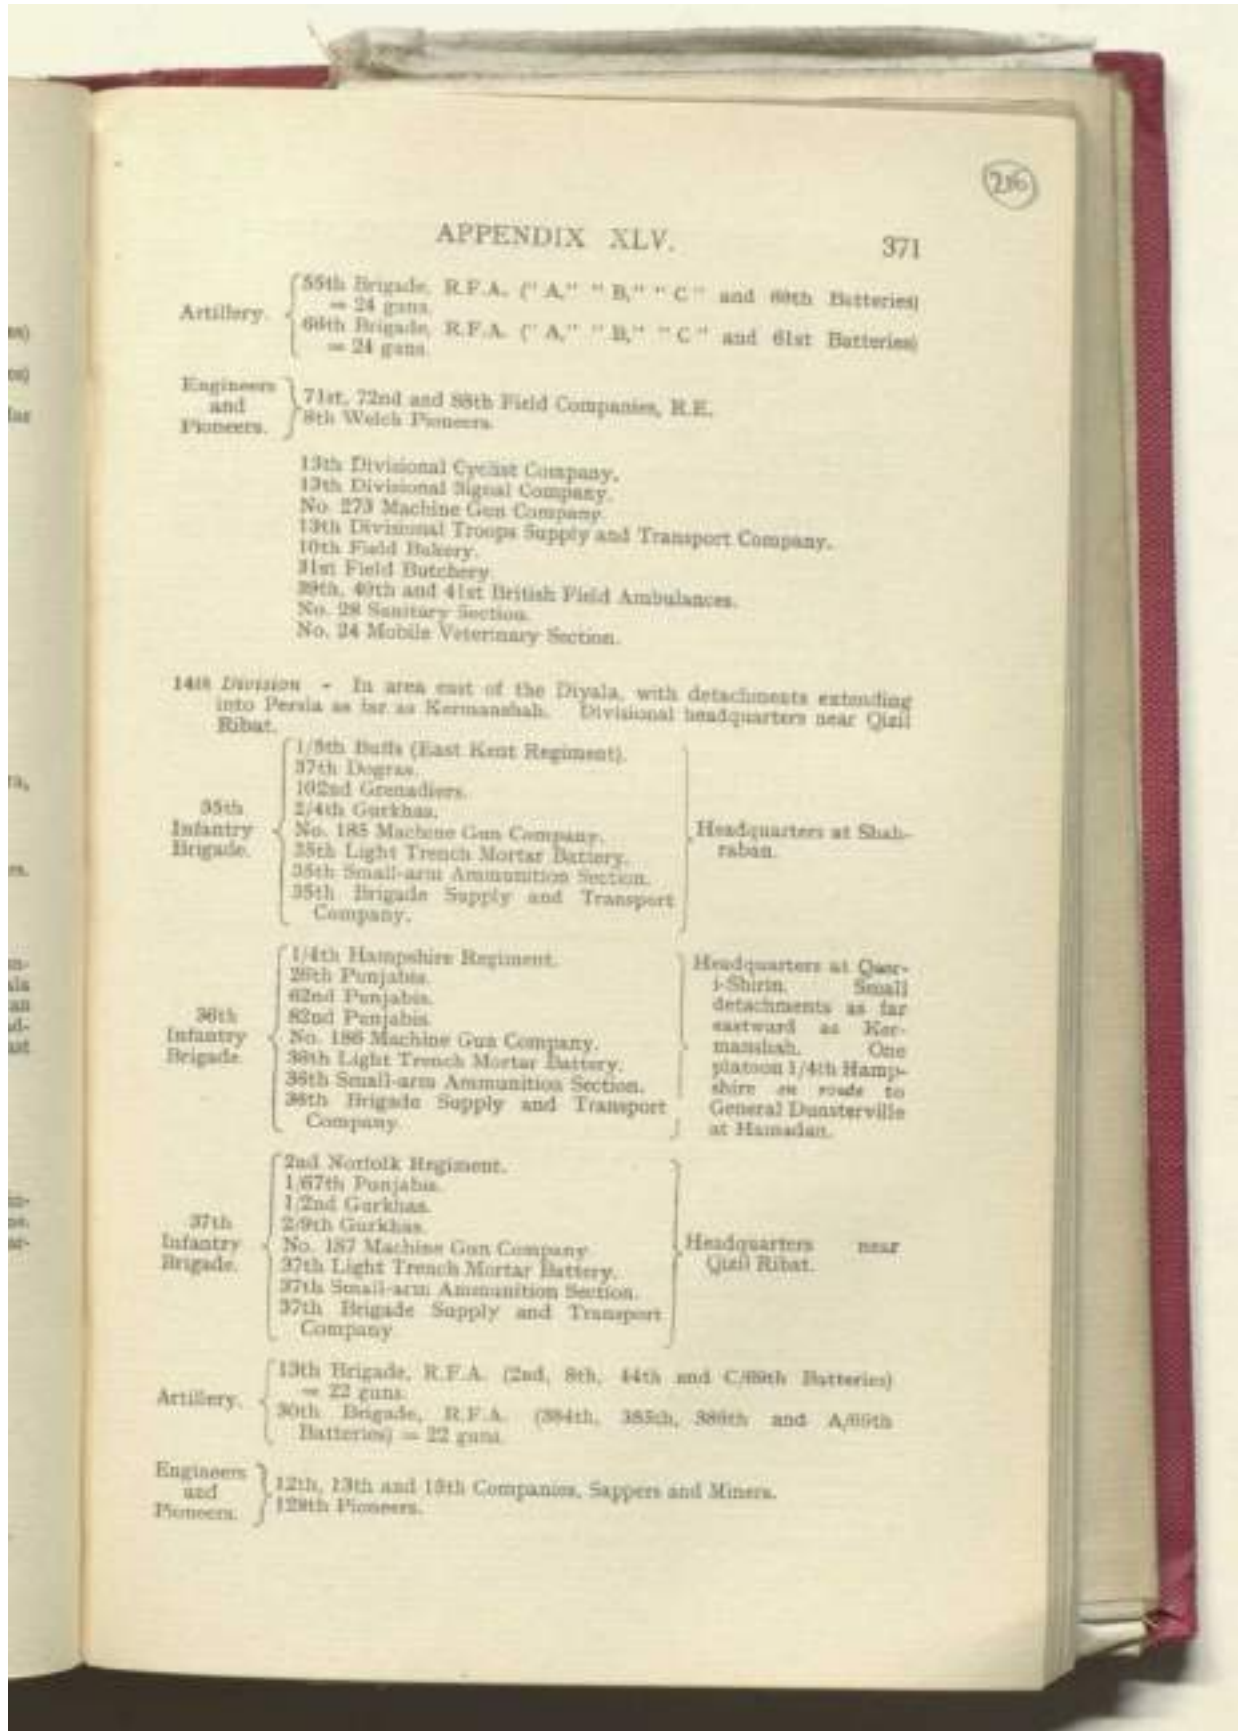 216
APPENDIX XLV.
371
Artillery.
55th Brigade, R.F.A. ("A," "B," "C" and 60th Batteries)
= 24 guns.
66th Brigade, R.F.A. ("A," "B," "C" and 61st Batteries)
= 24 guns.
Engineers
and
Pioneers.
71st, 72nd and 88th Field Companies, R.E.
8th Welch Pioneers.
13th Divisional Cyclist Company.
13th Divisional Signal Company.
No. 273 Machine Gun Company.
13th Divisional Troops Supply and Transport Company.
10th Field Bakery.
31st Field Butchery.
39th, 40th and 41st British Field Ambulances.
No. 28 Sanitary Section.
No. 24 Mobile Veterinary Section.
14th Division - In area east of the Diyala, with detachments extending
into Persia as far as Kermanshah. Divisional headquarters near Qizil
Ribat.
35th
Infantry
Brigade.
1/5th Buffs (East Kent Regiment).
37th Dogras.
102nd Grenadiers.
2/4th Gurkhas.
No. 185 Machine Gun Company.
35th Light Trench Mortar Battery.
35th Small-arm Ammunition Section.
35th Brigade Supply and Transport
Company.
Headquarters at Shah-
raban.
36th
Infantry
Brigade.
1/4th Hampshire Regiment.
26th Punjabis.
62nd Punjabis.
82nd Punjabis.
No. 186 Machine Gun Company.
36th Light Trench Mortar Battery.
36th Small-arm Ammunition Section.
36th Brigade Supply and Transport
Company.
Headquarters at Qasr-
i-Shirin. Small
detachments as far
eastward as Ker-
manshah. One
platoon 1/4th Hamp-
shire en route to
General Dunsterville
at Hamadan.
37th
Infantry
Brigade.
2nd Norfolk Regiment.
1/67th Punjabis.
1/2nd Gurkhas.
2/9th Gurkhas.
No. 187 Machine Gun Company.
37th Light Trench Mortar Battery.
37th Small-arm Ammunition Section.
37th Brigade Supply and Transport
Company
Headquarters near
Qizil Ribat.
Artillery.
13th Brigade, R.F.A. (2nd, 8th, 44th and C/69th Batteries)
= 22 guns.
30th Brigade, R.F.A. (384th, 385th, 386th and A/66th
Batteries) = 22 guns.
Engineers
and
Pioneers.
12th, 13th and 15th Companies, Sappers and Miners.
128th Pioneers.